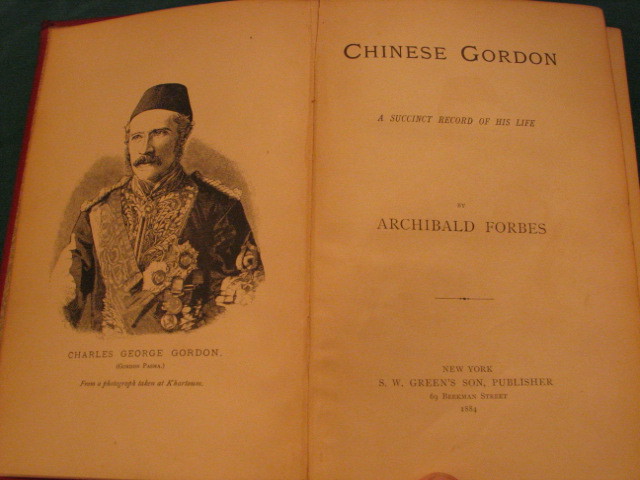 CHARLES GEORGE GORDON.
(Gordon Pasha.)
From a photograph taken at Khartoum.
CHINESE GORDON
A SUCCINCT RECORD OF HIS LIFE
BY
ARCHIBALD FORBES
NEW YORK
S. W. GREEN'S SON, PUBLISHER
69 Beekman Street
1884